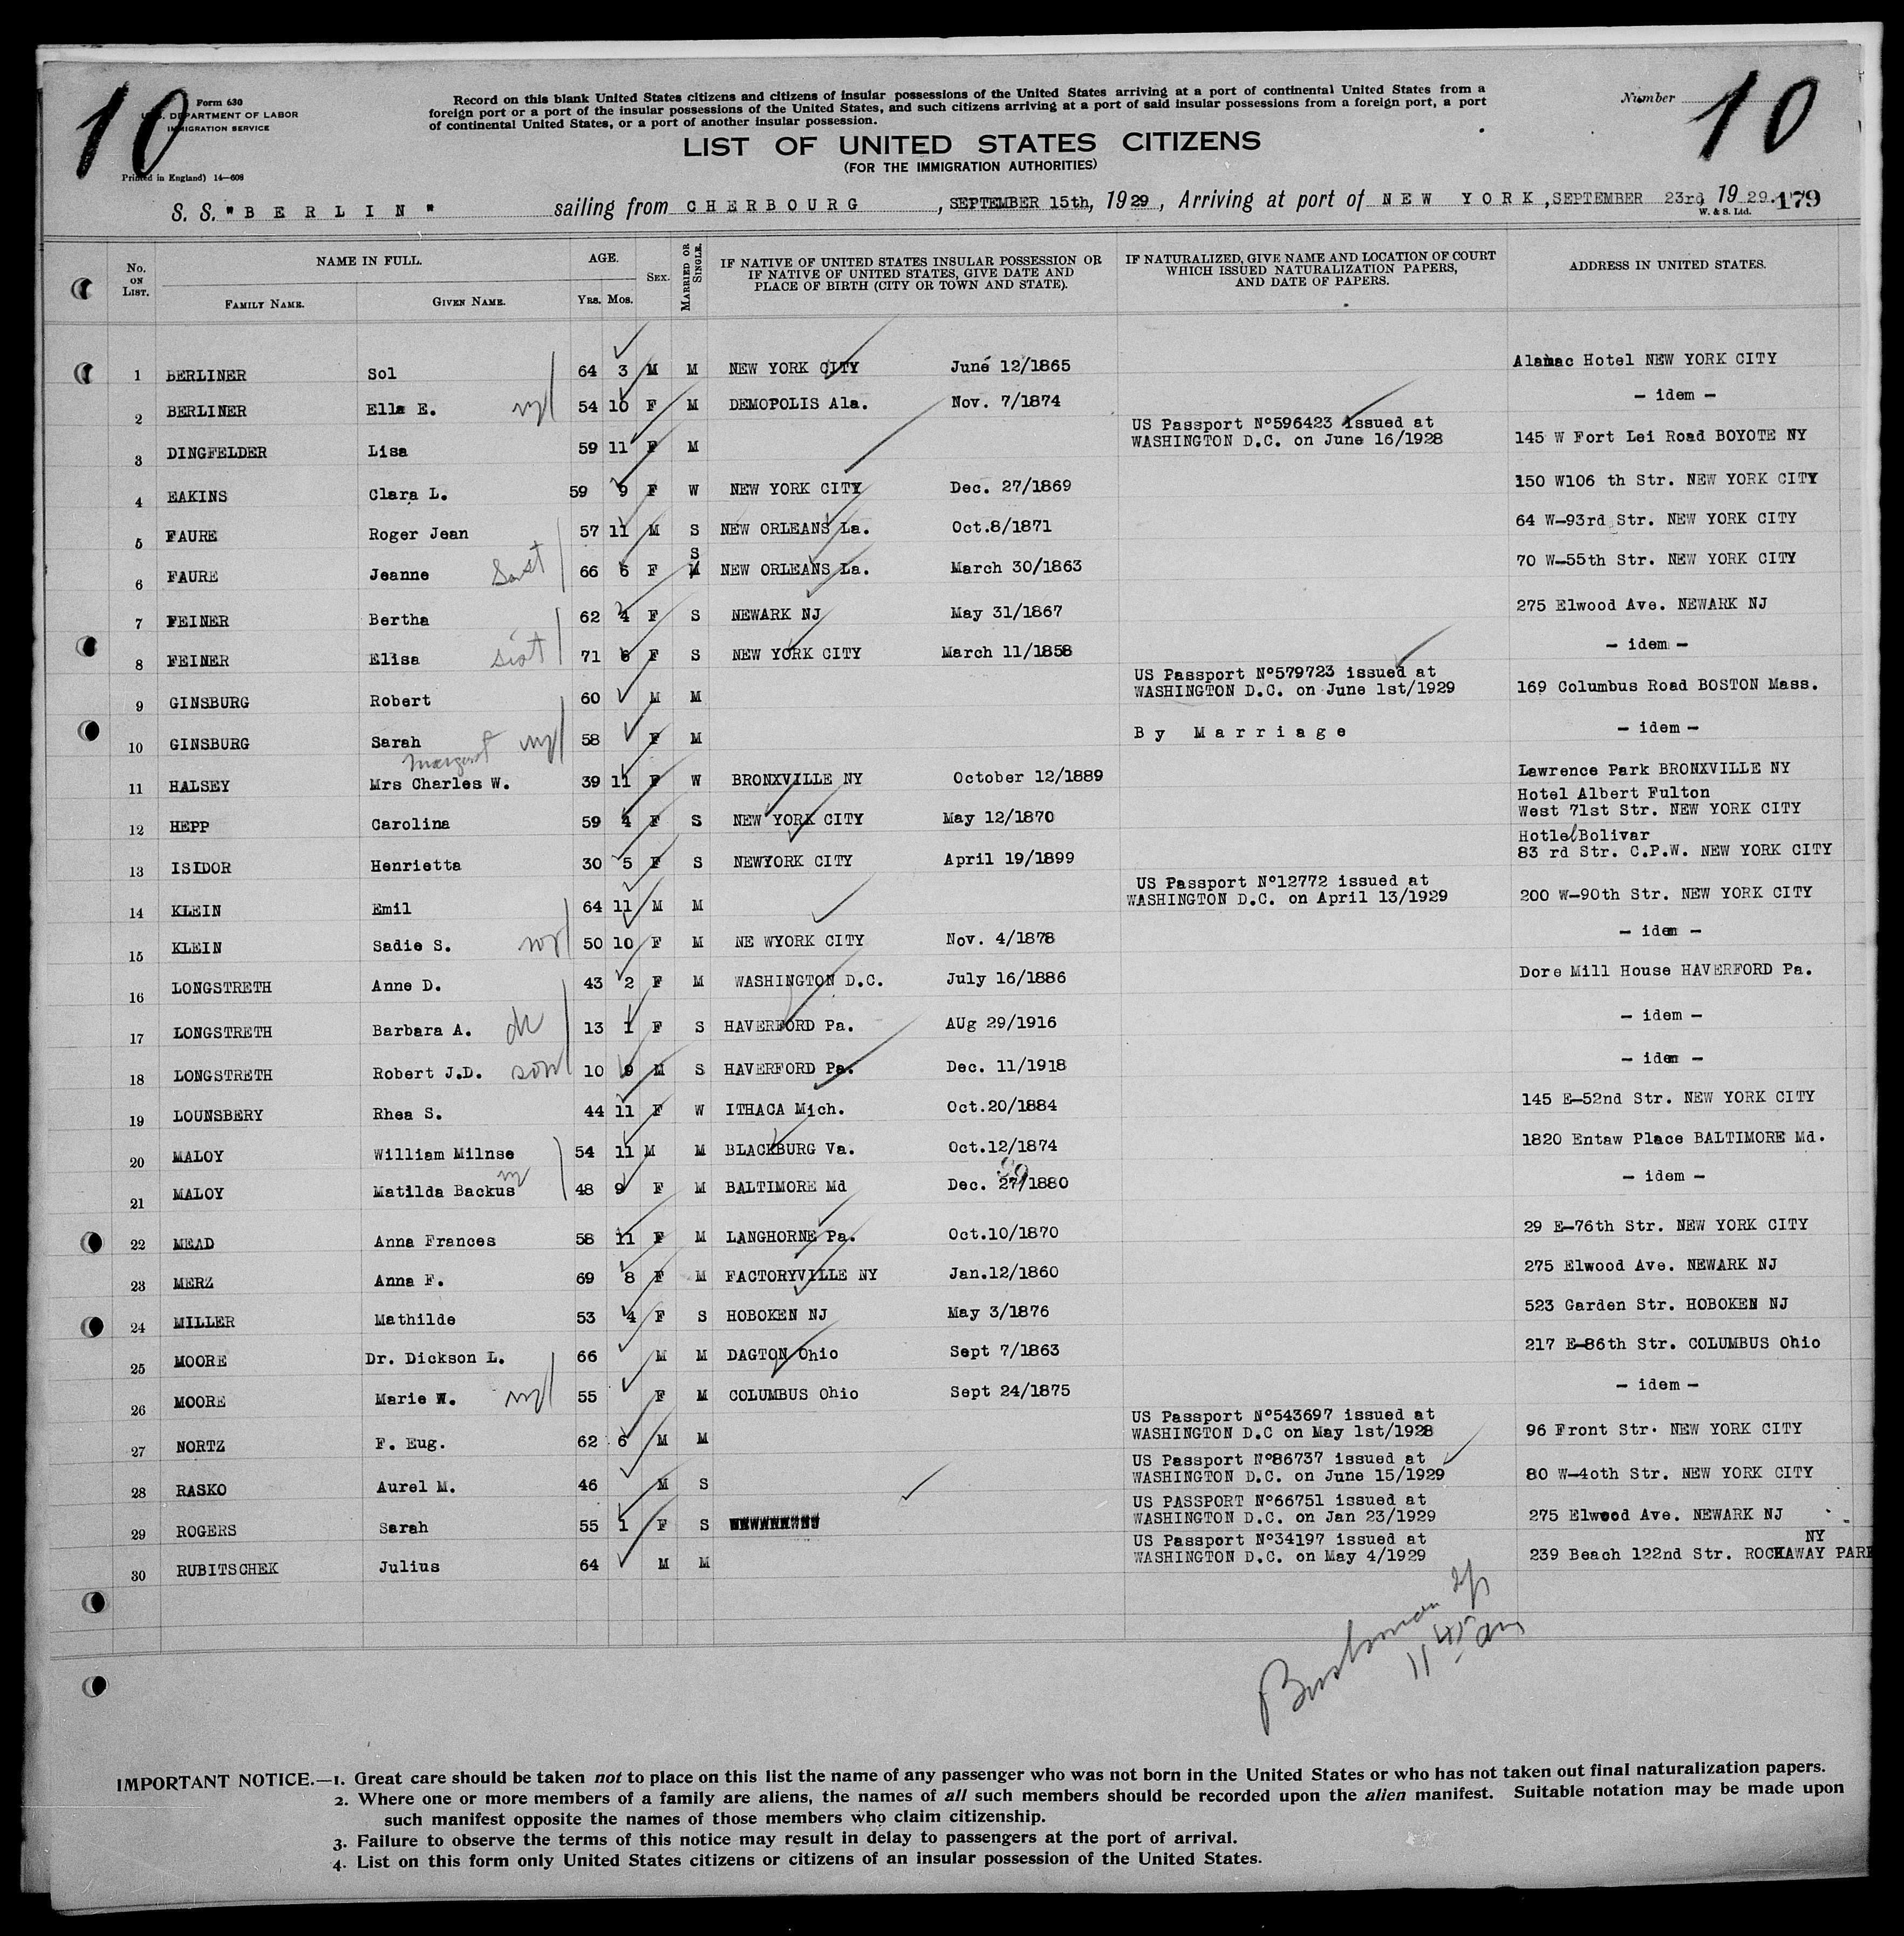 10
Form 630
U.S. DEPARTMENT OF LABOR
IMMIGRATION SERVICE
Printed in England) 14—608
Record on this blank United States citizens and citizens of insular possessions of the United States arriving at a port of continental United States from a
foreign port or a port of the insular possessions of the United States, and such citizens arriving at a port of said insular possessions from a foreign port, a port
of continental United States, or a port of another insular possession.
Number 10
LIST OF UNITED STATES CITIZENS
(FOR THE IMMIGRATION AUTHORITIES)
S. S. "BERLIN" sailing from CHERBOURG, SEPTEMBER 15th, 1929, Arriving at port of NEW YORK, SEPTEMBER 23rd, 1929.
W. & S. Ltd.
179
No. ON LIST. NAME IN FULL. AGE. SEX. MARRIED OR SINGLE. IF NATIVE OF UNITED STATES INSULAR POSSESSION OR IF NATIVE OF UNITED STATES, GIVE DATE AND PLACE OF BIRTH (CITY OR TOWN AND STATE). IF NATURALIZED, GIVE NAME AND LOCATION OF COURT WHICH ISSUED NATURALIZATION PAPERS, AND DATE OF PAPERS. ADDRESS IN UNITED STATES.
FAMILY NAME. GIVEN NAME. YRS. MOS.
1 BERLINER Sol 64 3 M M NEW YORK CITY June 12/1865 Alamac Hotel NEW YORK CITY
2 BERLINER Ella E. 54 10 F M DEMOPOLIS Ala. Nov. 7/1874 - idem -
3 DINGFELDER Lisa 59 11 F M US Passport N°596423 issued at WASHINGTON D.C. on June 16/1928 145 W Fort Lei Road BOYOTE NY
4 EAKINS Clara L. 59 9 F W NEW YORK CITY Dec. 27/1869 150 W106 th Str. NEW YORK CITY
5 FAURE Roger Jean 57 11 M S NEW ORLEANS La. Oct.8/1871 64 W-93rd Str. NEW YORK CITY
6 FAURE Jeanne 66 6 F S M NEW ORLEANS La. March 30/1863 70 W-55th Str. NEW YORK CITY
7 FEINER Bertha 62 4 F S NEWARK NJ May 31/1867 275 Elwood Ave. NEWARK NJ
8 FEINER Elisa sist 71 6 F S NEW YORK CITY March 11/1858 - idem -
9 GINSBURG Robert 60 M M US Passport N°579723 issued at WASHINGTON D.C. on June 1st/1929 169 Columbus Road BOSTON Mass.
10 GINSBURG Sarah 58 F M By Marriage - idem -
Margaret
11 HALSEY Mrs Charles W. 39 11 F W BRONXVILLE NY October 12/1889 Lawrence Park BRONXVILLE NY
12 HEPP Carolina 59 4 F S NEW YORK CITY May 12/1870 Hotel Albert Fulton West 71st Str. NEW YORK CITY
13 ISIDOR Henrietta 30 5 F S NEWYORK CITY April 19/1899 Hotlel Bolivar 83 rd Str. C.P.W. NEW YORK CITY
14 KLEIN Emil 64 11 M M US Passport N°12772 issued at WASHINGTON D.C. on April 13/1929 200 W-90th Str. NEW YORK CITY
15 KLEIN Sadie S. 50 10 F M NE WYORK CITY Nov. 4/1878 - idem -
16 LONGSTRETH Anne D. 43 2 F M WASHINGTON D.C. July 16/1886 Dore Mill House HAVERFORD Pa.
17 LONGSTRETH Barbara A. 13 1 F S HAVERFORD Pa. AUg 29/1916 - idem -
18 LONGSTRETH Robert J.D. son 10 9 M S HAVERFORD Pa. Dec. 11/1918 - idem -
19 LOUNSBERY Rhea S. 44 11 F W ITHACA Mich. Oct.20/1884 145 E-52nd Str. NEW YORK CITY
20 MALOY William Milnse 54 11 M M BLACKBURG Va. Oct.12/1874 1820 Entaw Place BALTIMORE Md.
21 MALOY Matilda Backus 48 9 F M BALTIMORE Md Dec. 27/1880 - idem -
22 MEAD Anna Frances 58 11 F M LANGHORNE Pa. Oct.10/1870 29 E-76th Str. NEW YORK CITY
23 MERZ Anna F. 69 8 F M FACTORYVILLE NY Jan.12/1860 275 Elwood Ave. NEWARK NJ
24 MILLER Mathilde 53 4 F S HOBOKEN NJ May 3/1876 523 Garden Str. HOBOKEN NJ
25 MOORE Dr. Dickson L. 66 M M DAGTON Ohio Sept 7/1863 217 E-86th Str. COLUMBUS Ohio
26 MOORE Marie W. 55 F M COLUMBUS Ohio Sept 24/1875 - idem -
27 NORTZ F. Eug. 62 6 M M US Passport N°543697 issued at WASHINGTON D.C on May 1st/1928 96 Front Str. NEW YORK CITY
28 RASKO Aurel M. 46 M S US Passport N°86737 issued at WASHINGTON D.C. on June 15/1929 80 W-4oth Str. NEW YORK CITY
29 ROGERS Sarah 55 1 F S US PASSPORT N°66751 issued at WASHINGTON D.C. on Jan 23/1929 275 Elwood Ave. NEWARK NJ
30 RUBITSCHEK Julius 64 M M US Passport N°34197 issued at WASHINGTON D.C. on May 4/1929 239 Beach 122nd Str. ROCKAWAY PARK NY
11 45 am
IMPORTANT NOTICE.—1. Great care should be taken not to place on this list the name of any passenger who was not born in the United States or who has not taken out final naturalization papers.
2. Where one or more members of a family are aliens, the names of all such members should be recorded upon the alien manifest. Suitable notation may be made upon
such manifest opposite the names of those members who claim citizenship.
3. Failure to observe the terms of this notice may result in delay to passengers at the port of arrival.
4. List on this form only United States citizens or citizens of an insular possession of the United States.